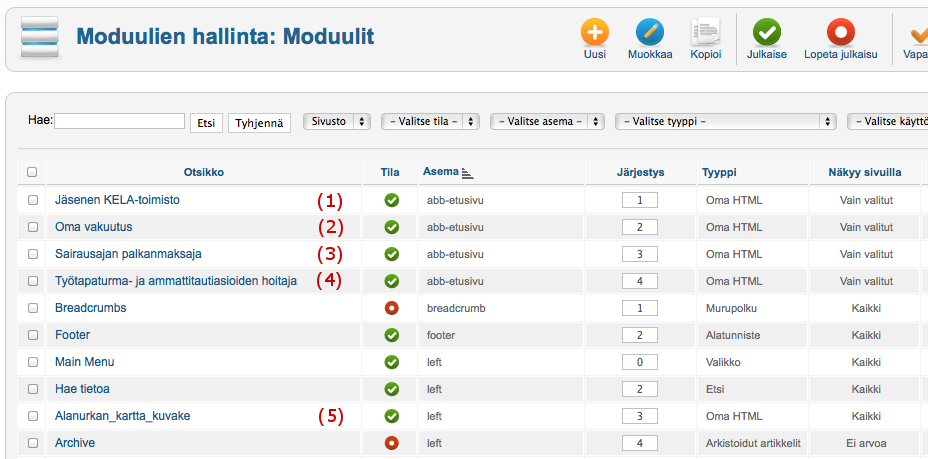 Moduulien hallinta: Moduulit
Uusi Muokkaa Kopioi Julkaise Lopeta julkaisu Vapa
Hae: Etsi Tyhjennä Sivusto - Valitse tila - - Valitse asema - - Valitse tyyppi - - Valitse käyttö
Otsikko Tila Asema Järjestys Tyyppi Näkyy sivuilla
Jäsenen KELA-toimisto (1) abb-etusivu 1 Oma HTML Vain valitut
Oma vakuutus (2) abb-etusivu 2 Oma HTML Vain valitut
Sairausajan palkanmaksaja (3) abb-etusivu 3 Oma HTML Vain valitut
Työtapaturma- ja ammattitautiasioiden hoitaja (4) abb-etusivu 4 Oma HTML Vain valitut
Breadcrumbs breadcrumb 1 Murupolku Kaikki
Footer footer 2 Alatunniste Kaikki
Main Menu left 0 Valikko Kaikki
Hae tietoa left 2 Etsi Kaikki
Alanurkan_kartta_kuvake (5) left 3 Oma HTML Kaikki
Archive left 4 Arkistoidut artikkelit Ei arvoa